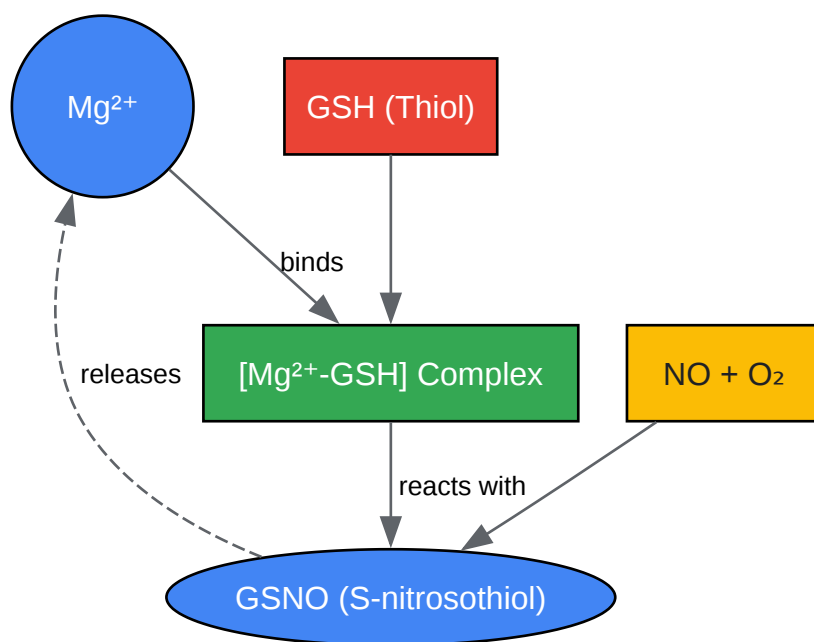 Mg²⁺
GSH (Thiol)
binds
releases
[Mg²⁺-GSH] Complex
NO + O₂
reacts with
GSNO (S-nitrosothiol)